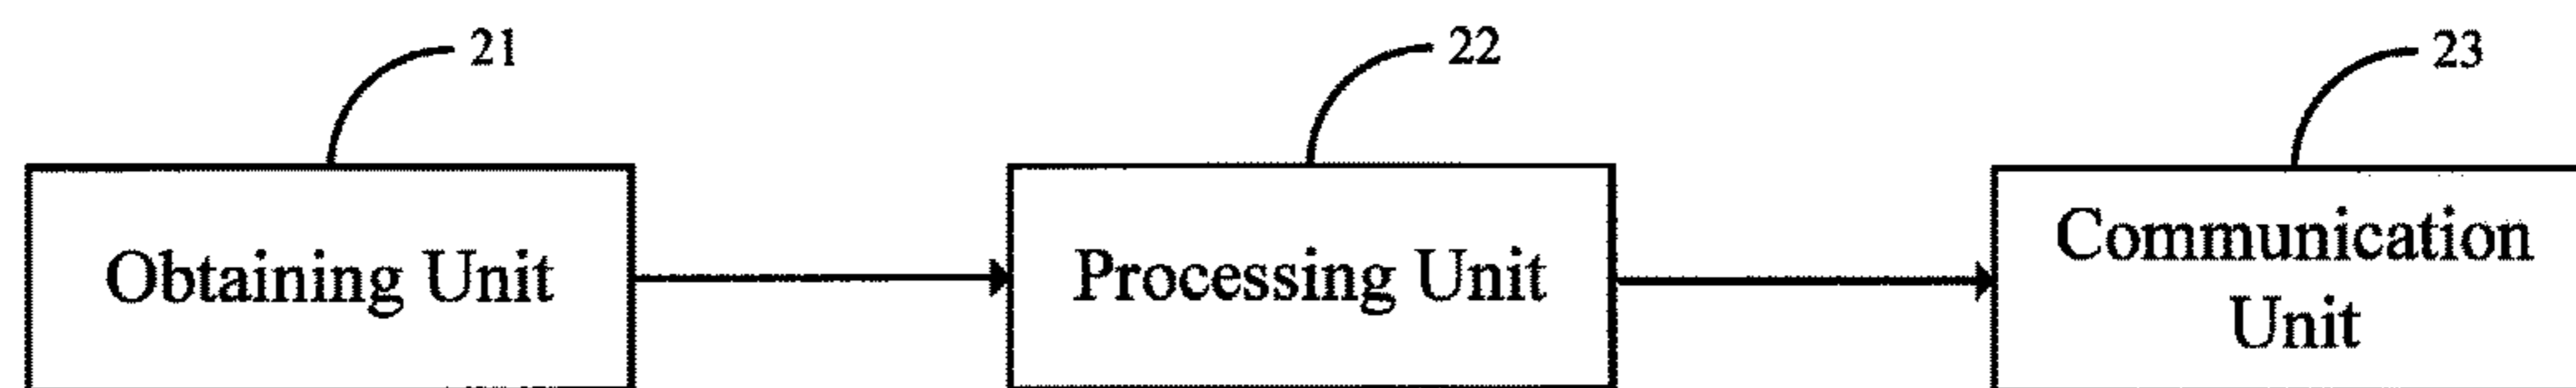 21
22
23
Obtaining Unit
Processing Unit
Communication
Unit